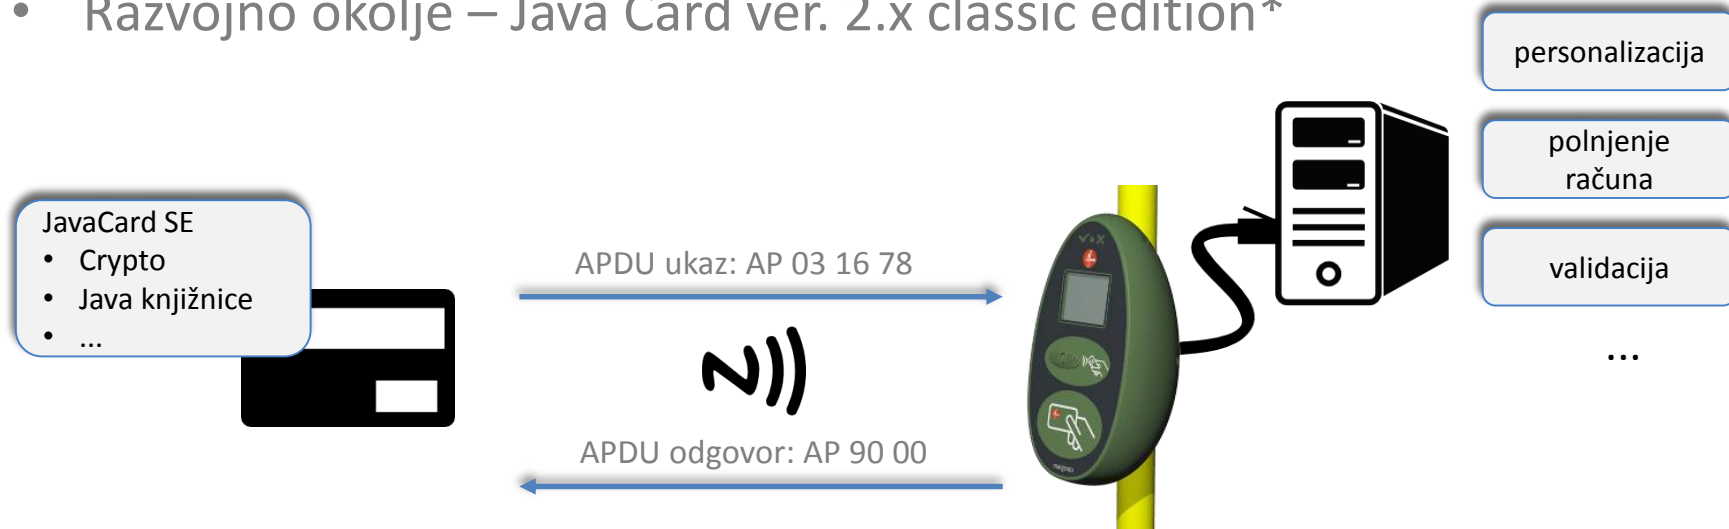 • Razvojno okolje – Java Card ver. 2.x classic edition*
personalizacija
polnjenje
računa
validacija
...
JavaCard SE
• Crypto
• Java knjižnice
• ...
APDU ukaz: AP 03 16 78
APDU odgovor: AP 90 00